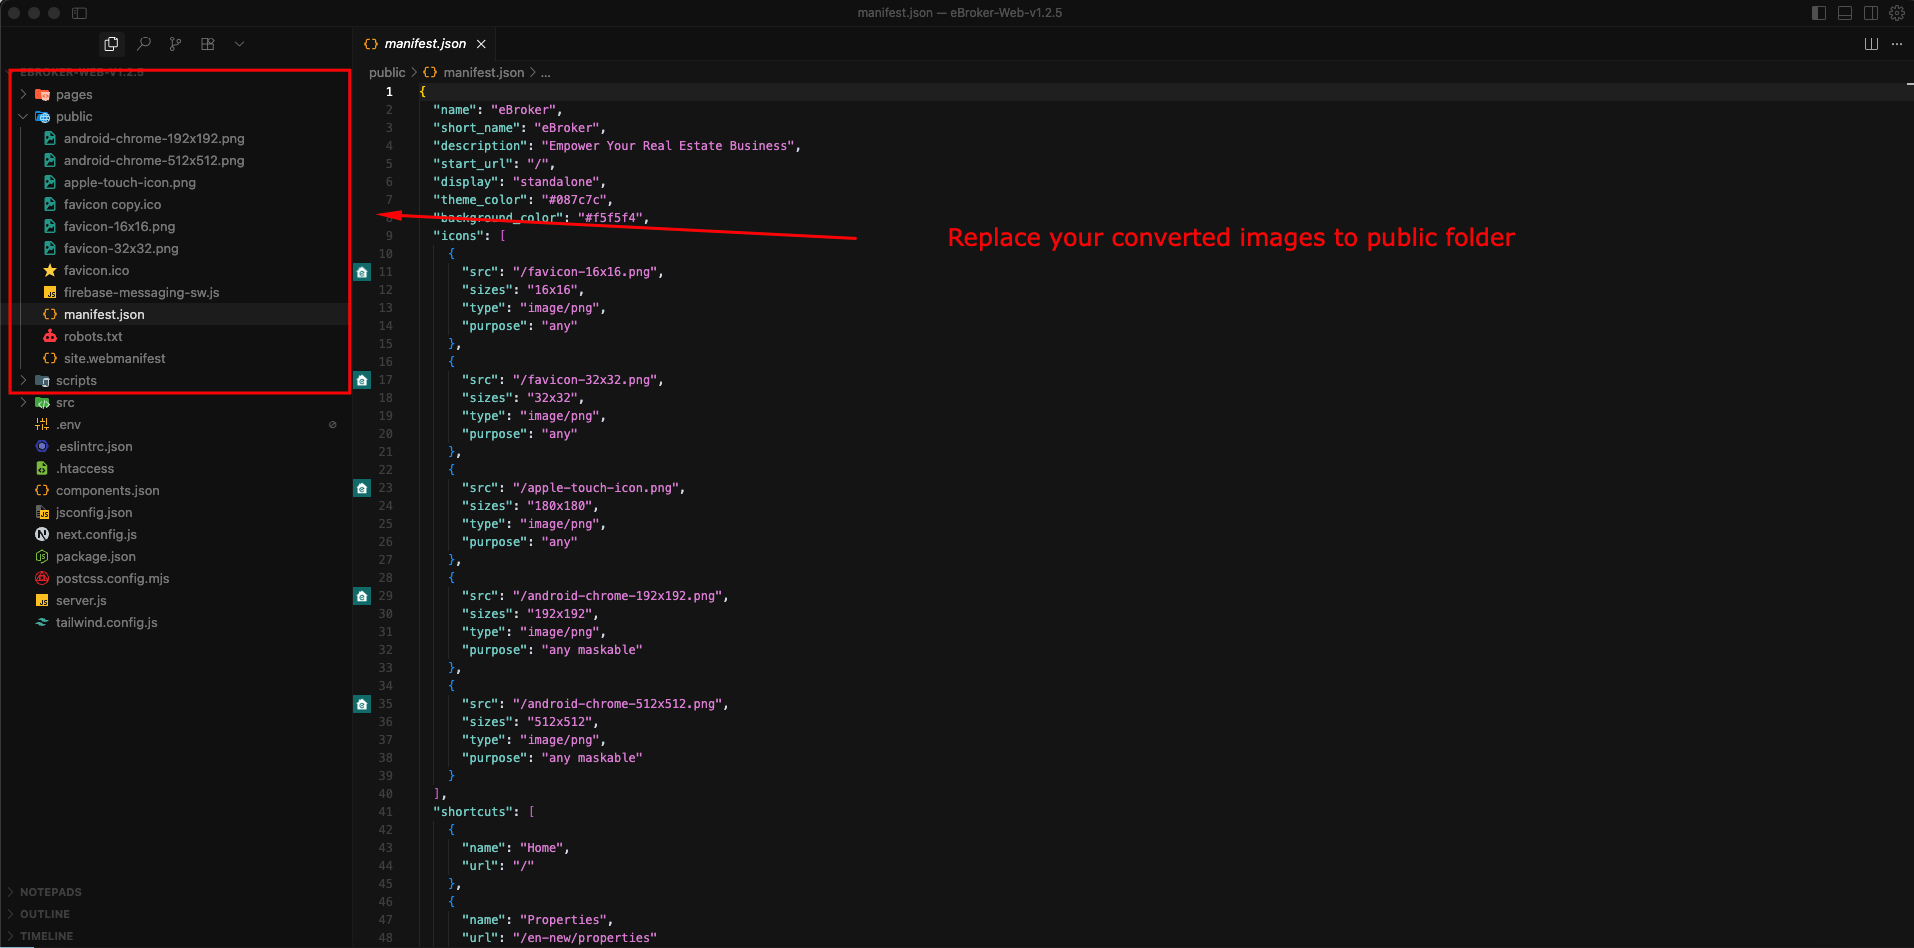 manifest.json — eBroker-Web-v1.2.5
EBROKER-WEB-V1.2.5
pages
public
android-chrome-192x192.png
android-chrome-512x512.png
apple-touch-icon.png
favicon copy.ico
favicon-16x16.png
favicon-32x32.png
favicon.ico
firebase-messaging-sw.js
manifest.json
robots.txt
site.webmanifest
scripts
src
.env
.eslintrc.json
.htaccess
components.json
jsconfig.json
next.config.js
package.json
postcss.config.mjs
server.js
tailwind.config.js
NOTEPADS
OUTLINE
TIMELINE
manifest.json
public > {} manifest.json > ...
1 {
2 "name": "eBroker",
3 "short_name": "eBroker",
4 "description": "Empower Your Real Estate Business",
5 "start_url": "/",
6 "display": "standalone",
7 "theme_color": "#087c7c",
8 "background_color": "#f5f5f4",
9 "icons": [
10 {
11 "src": "/favicon-16x16.png",
12 "sizes": "16x16",
13 "type": "image/png",
14 "purpose": "any"
15 },
16 {
17 "src": "/favicon-32x32.png",
18 "sizes": "32x32",
19 "type": "image/png",
20 "purpose": "any"
21 },
22 {
23 "src": "/apple-touch-icon.png",
24 "sizes": "180x180",
25 "type": "image/png",
26 "purpose": "any"
27 },
28 {
29 "src": "/android-chrome-192x192.png",
30 "sizes": "192x192",
31 "type": "image/png",
32 "purpose": "any maskable"
33 },
34 {
35 "src": "/android-chrome-512x512.png",
36 "sizes": "512x512",
37 "type": "image/png",
38 "purpose": "any maskable"
39 }
40 ],
41 "shortcuts": [
42 {
43 "name": "Home",
44 "url": "/"
45 },
46 {
47 "name": "Properties",
48 "url": "/en-new/properties"
Replace your converted images to public folder